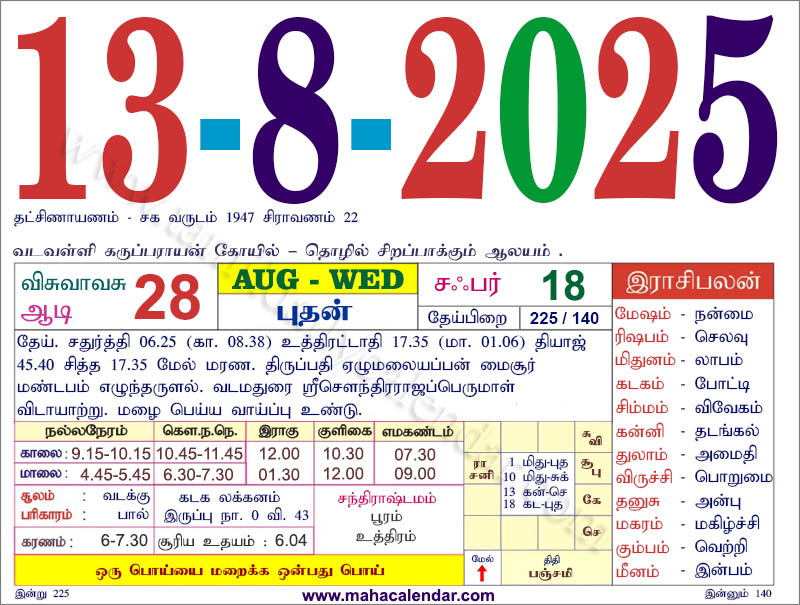 13-8-2025
தட்சிணாயணம் - சக வருடம் 1947 சிராவணம் 22
வடவள்ளி கருப்பராயன் கோயில் – தொழில் சிறப்பாக்கும் ஆலயம் .
விசுவாவசு
ஆடி 28
AUG - WED
புதன்
சஃபர் 18
தேய்பிறை 225 / 140
தேய். சதுர்த்தி 06.25 (கா. 08.38) உத்திரட்டாதி 17.35 (மா. 01.06) தியாஜ்
45.40 சித்த 17.35 மேல் மரண. திருப்பதி ஏழுமலையப்பன் மைசூர்
மண்டபம் எழுந்தருளல். வடமதுரை ஸ்ரீசௌந்திரராஜப்பெருமாள்
விடாயாற்று. மழை பெய்ய வாய்ப்பு உண்டு.
நல்லநேரம் கௌ.ந.நெ. இராகு குளிகை எமகண்டம்
காலை: 9.15-10.15 10.45-11.45 12.00 10.30 07.30
மாலை: 4.45-5.45 6.30-7.30 01.30 12.00 09.00
சூலம் : வடக்கு
பரிகாரம் : பால்
கடக லக்கனம்
இருப்பு நா. 0 வி. 43
சந்திராஷ்டமம்
பூரம்
உத்திரம்
கரணம் : 6-7.30 சூரிய உதயம் : 6.04
ஒரு பொய்யை மறைக்க ஒன்பது பொய்
சு
வி
ரா
சனி
1 மிது-புத
10 மிது-சுக்
13 கன்-செ
18 கட-புத
சூ
பு
கே
செ
மேல்
திதி
பஞ்சமி
இராசிபலன்
மேஷம் - நன்மை
ரிஷபம் - செலவு
மிதுனம் - லாபம்
கடகம் - போட்டி
சிம்மம் - விவேகம்
கன்னி - தடங்கல்
துலாம் - அமைதி
விருச்சி - பொறுமை
தனுசு - அன்பு
மகரம் - மகிழ்ச்சி
கும்பம் - வெற்றி
மீனம் - இன்பம்
இன்று 225
www.mahacalendar.com
இன்னும் 140